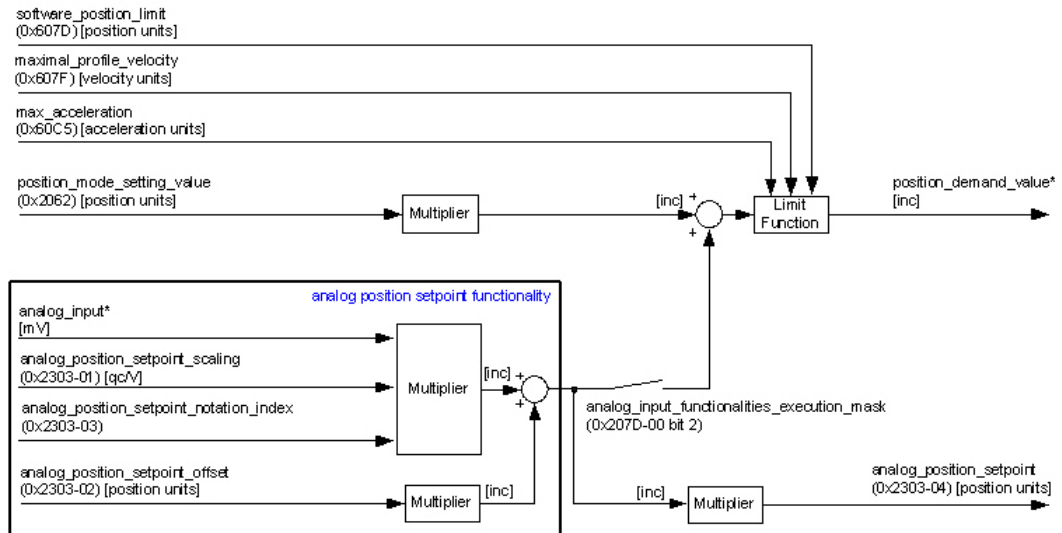 software_position_limit
(0x607D) [position units]
maximal_profile_velocity
(0x607F) [velocity units]
max_acceleration
(0x60C5) [acceleration units]
position_mode_setting_value
(0x2062) [position units]
Multiplier
[inc]
+
+
Limit
Function
position_demand_value*
[inc]
analog position setpoint functionality
analog_input*
[mV]
analog_position_setpoint_scaling
(0x2303-01) [qc/V]
analog_position_setpoint_notation_index
(0x2303-03)
Multiplier
[inc]
+
+
analog_input_functionalities_execution_mask
(0x207D-00 bit 2)
analog_position_setpoint_offset
(0x2303-02) [position units]
Multiplier
[inc]
[inc]
Multiplier
analog_position_setpoint
(0x2303-04) [position units]